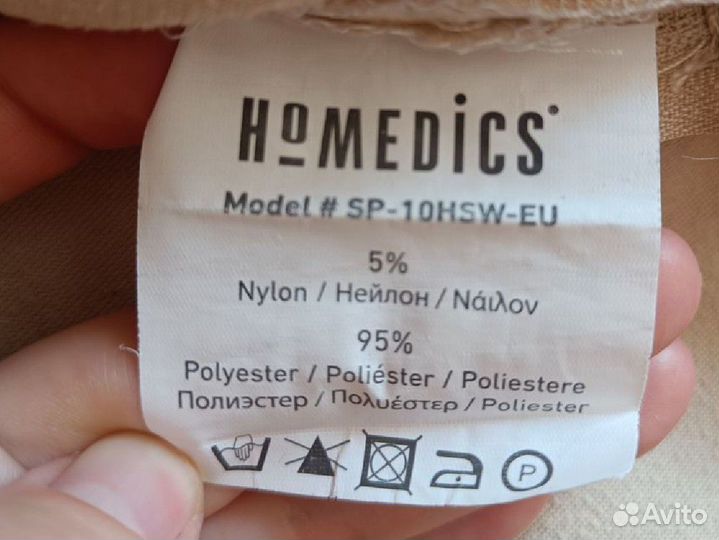 HoMEDiCS
Model # SP-10HSW-EU
5%
Nylon / Нейлон / Νάιλον
95%
Polyester / Poliéster / Poliestere
Полиэстер / Πολυέστερ / Poliester
P
Avito